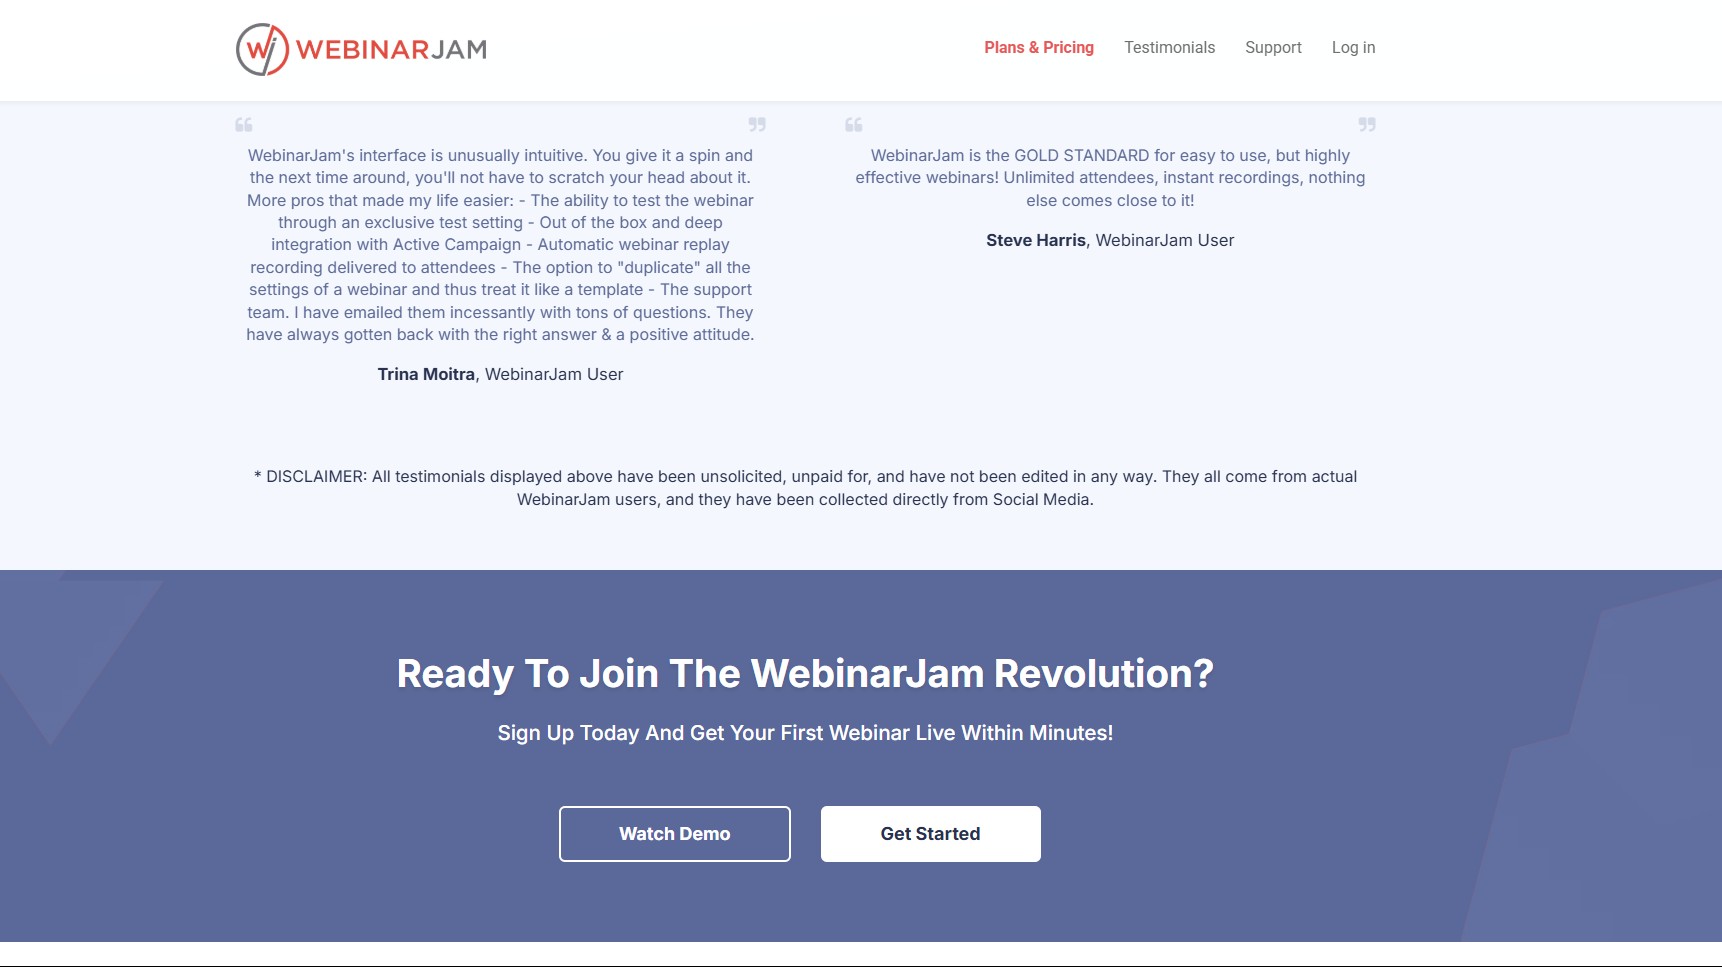 WEBINARJAM
Plans & Pricing
Testimonials
Support
Log in
WebinarJam's interface is unusually intuitive. You give it a spin and
the next time around, you'll not have to scratch your head about it.
More pros that made my life easier: - The ability to test the webinar
through an exclusive test setting - Out of the box and deep
integration with Active Campaign - Automatic webinar replay
recording delivered to attendees - The option to "duplicate" all the
settings of a webinar and thus treat it like a template - The support
team. I have emailed them incessantly with tons of questions. They
have always gotten back with the right answer & a positive attitude.
Trina Moitra, WebinarJam User
WebinarJam is the GOLD STANDARD for easy to use, but highly
effective webinars! Unlimited attendees, instant recordings, nothing
else comes close to it!
Steve Harris, WebinarJam User
* DISCLAIMER: All testimonials displayed above have been unsolicited, unpaid for, and have not been edited in any way. They all come from actual
WebinarJam users, and they have been collected directly from Social Media.
Ready To Join The WebinarJam Revolution?
Sign Up Today And Get Your First Webinar Live Within Minutes!
Watch Demo
Get Started